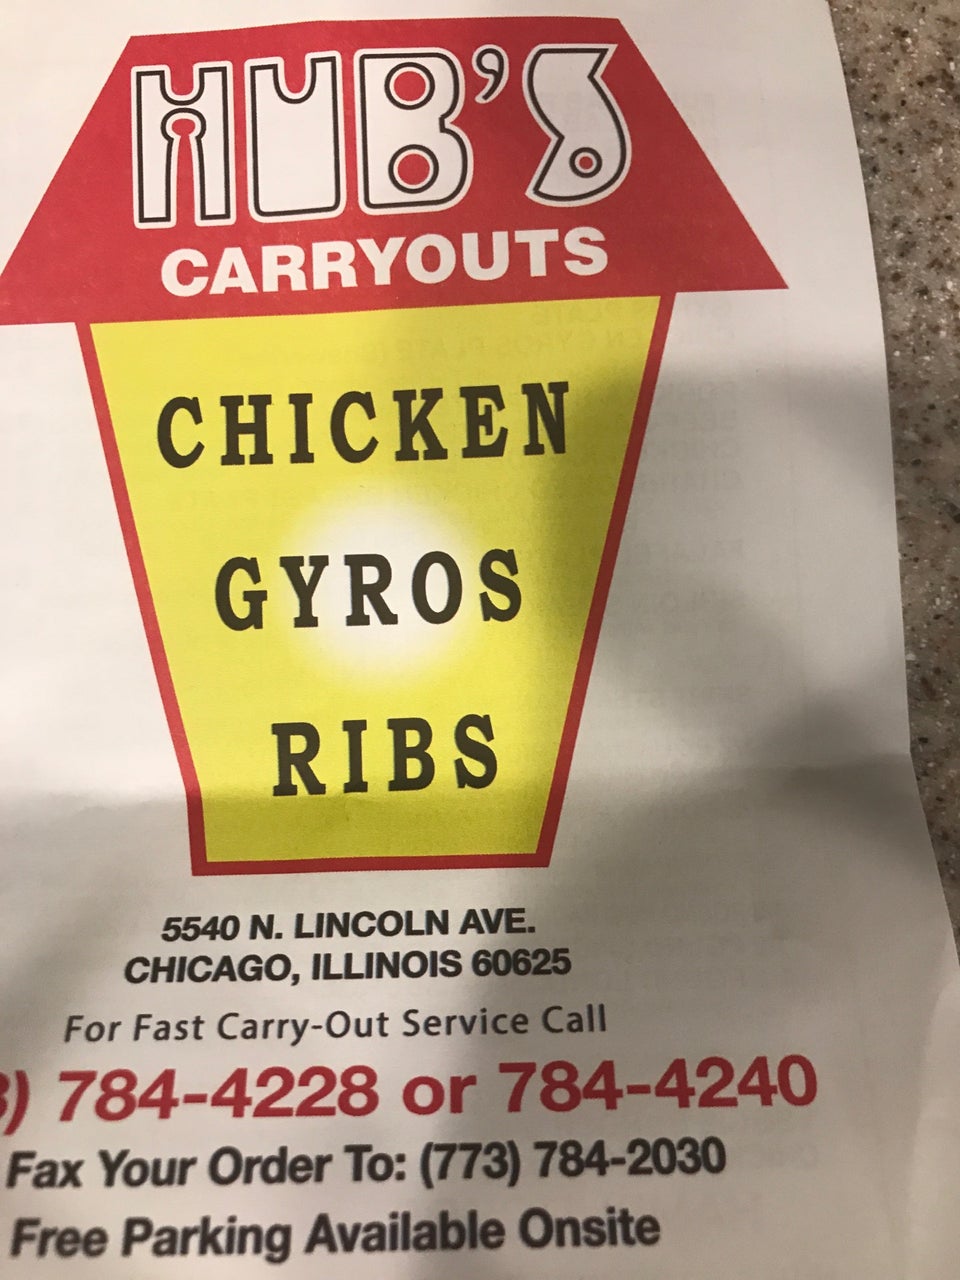 HUB'S
CARRYOUTS
CHICKEN
GYROS
RIBS
5540 N. LINCOLN AVE.
CHICAGO, ILLINOIS 60625
For Fast Carry-Out Service Call
3) 784-4228 or 784-4240
Fax Your Order To: (773) 784-2030
Free Parking Available Onsite